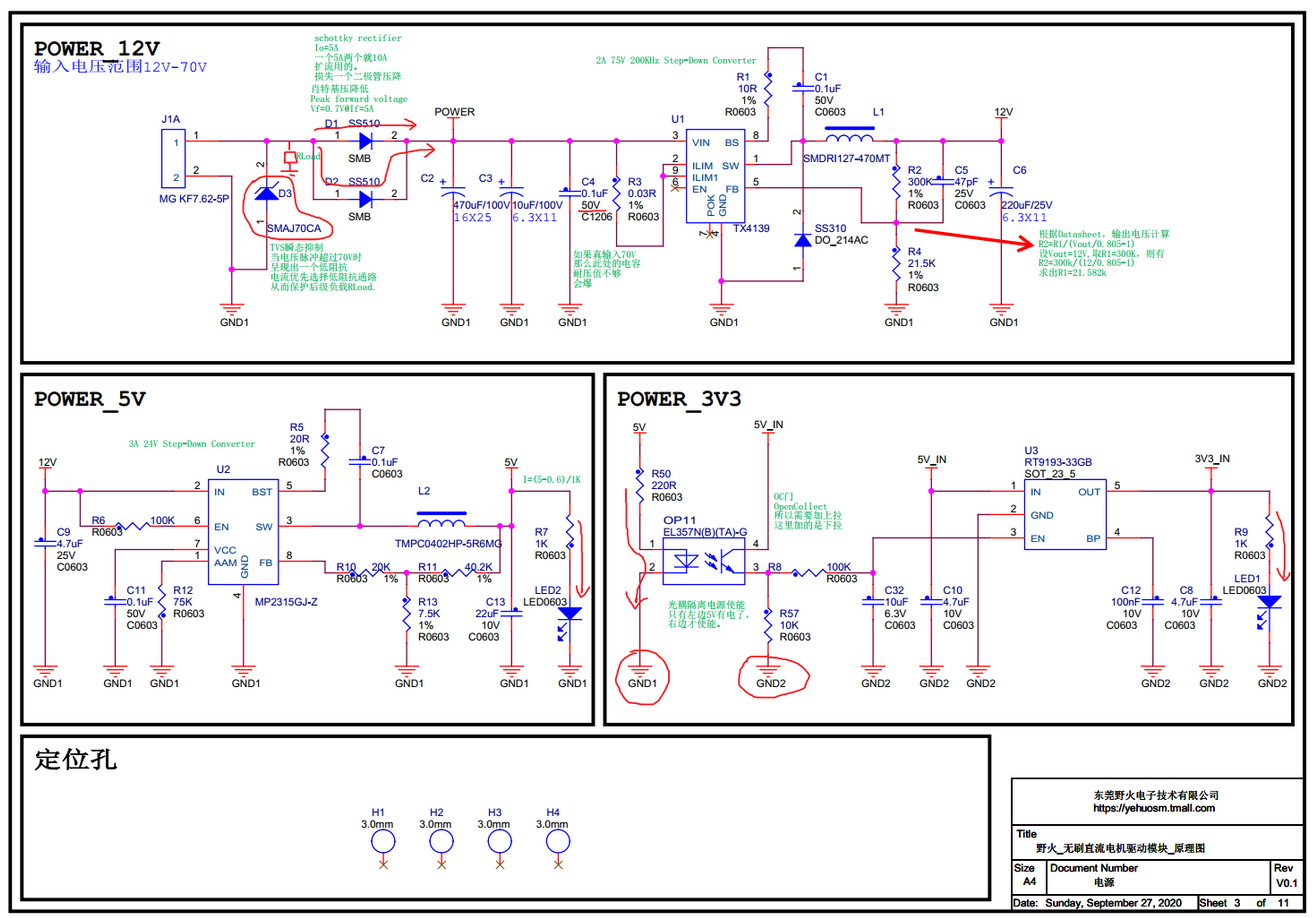 POWER_12V
输入电压范围12V-70V
schottky rectifier
Io=5A
一个5A两个就10A
扩流用的。
损失一个二极管压降
肖特基压降低
Peak forward voltage
Vf=0.7V@If=5A
2A 75V 200KHz Step-Down Converter
J1A
1
2
1
2
MG KF7.62-5P
2
D3
1
SMAJ70CA
RLoad
TVS瞬态抑制
当电压脉冲超过70V时
呈现出一个低阻抗
电流优先选择低阻抗通路
从而保护后级负载RLoad.
D1 SS510
1 2
SMB
D2 SS510
1 2
SMB
POWER
C2
470uF/100V
16X25
C3
10uF/100V
6.3X11
C4
0.1uF
50V
C1206
如果真输入70V
那么此处的电容
耐压值不够
会爆
R3
0.03R
1%
R0603
U1
3 VIN BS 8
2 ILIM SW 1
9 ILIM1
6 EN FB 5
POK GND
7 4
TX4139
R1
10R
1%
R0603
C1
0.1uF
50V
C0603
L1
SMDRI127-470MT
2
SS310
DO_214AC
1
R2
300K
1%
R0603
C5
47pF
25V
C0603
R4
21.5K
1%
R0603
12V
C6
220uF/25V
6.3X11
根据Datasheet, 输出电压计算
R2=R1/(Vout/0.805-1)
设Vout=12V,取R1=300K, 则有
R2=300k/(12/0.805-1)
求出R1=21.582k
GND1 GND1 GND1 GND1 GND1 GND1 GND1
POWER_5V
3A 24V Step-Down Converter
12V
C9
4.7uF
25V
C0603
R6 100K
R0603
C11
0.1uF
50V
C0603
R12
75K
R0603
U2
2 IN BST 5
6 EN SW 3
7 VCC
1 AAM FB 8
GND
4
MP2315GJ-Z
R5
20R
1%
R0603
C7
0.1uF
C0603
L2
TMPC0402HP-5R6MG
R10 20K
R0603 1%
R11 40.2K
R0603 1%
R13
7.5K
1%
R0603
C13
22uF
10V
C0603
5V
I=(5-0.6)/1K
R7
1K
R0603
LED2
LED0603
GND1 GND1 GND1 GND1 GND1 GND1 GND1
POWER_3V3
5V
R50
220R
R0603
OP11
EL357N(B)(TA)-G
1 4
2 3
光耦隔离电源使能
只有左边5V有电了,
右边才使能。
5V_IN
OC门
OpenCollect
所以需要加上拉
这里加的是下拉
R8 100K
R0603
R57
10K
R0603
C32
10uF
6.3V
C0603
5V_IN
C10
4.7uF
10V
C0603
U3
RT9193-33GB
SOT_23_5
1 IN OUT 5
2 GND
3 EN BP 4
C12
100nF
10V
C0603
3V3_IN
C8
4.7uF
10V
C0603
R9
1K
R0603
LED1
LED0603
GND1 GND2 GND2 GND2 GND2 GND2 GND2 GND2
定位孔
H1 H2 H3 H4
3.0mm 3.0mm 3.0mm 3.0mm
东莞野火电子技术有限公司
https://yehuosm.tmall.com
Title
野火_无刷直流电机驱动模块_原理图
Size Document Number Rev
A4 电源 V0.1
Date: Sunday, September 27, 2020 Sheet 3 of 11